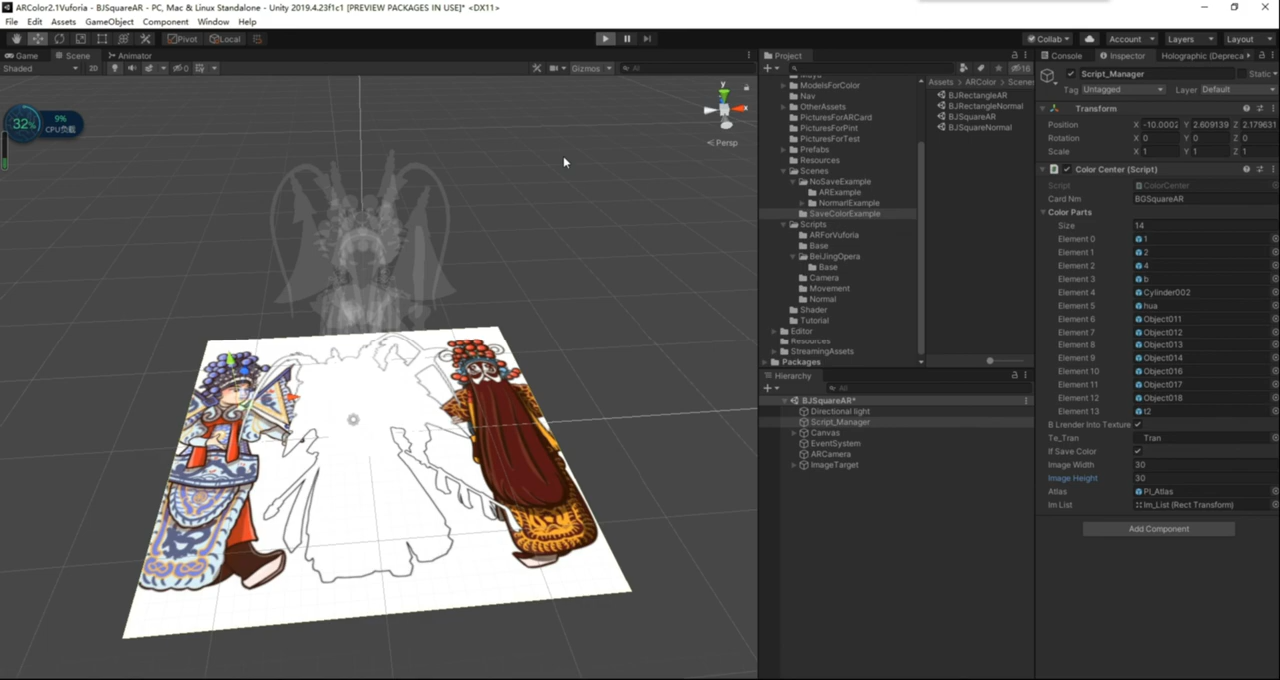 ARColor2.1Vuforia - BJSquareAR - PC, Mac & Linux Standalone - Unity 2019.4.23f1c1 [PREVIEW PACKAGES IN USE]* <DX11>
File Edit Assets GameObject Component Window Help
Pivot Local Collab Account Layers Layout
Game Scene Animator
Shaded 2D 0 Gizmos All
y
x
Persp
32%
9%
CPU负载
Project
16
ModelsForColor
Nav
OtherAssets
PicturesForARCard
PicturesForPint
PicturesForTest
Prefabs
Resources
Scenes
NoSaveExample
ARExample
NormarlExample
SaveColorExample
Scripts
ARForVuforia
Base
BeiJingOpera
Base
Camera
Movement
Normal
Shader
Tutorial
Editor
Resources
StreamingAssets
Packages
Assets ARColor Scenes
BJRectangleAR
BJRectangleNormal
BJSquareAR
BJSquareNormal
Hierarchy
All
BJSquareAR*
Directional light
Script_Manager
Canvas
EventSystem
ARCamera
ImageTarget
Console Inspector Holographic (Depreca
Script_Manager Static
Tag Untagged Layer Default
Transform
Position X -10.0002 Y 2.609139 Z 2.179631
Rotation X 0 Y 0 Z 0
Scale X 1 Y 1 Z 1
Color Center (Script)
Script ColorCenter
Card Nm BGSquareAR
Color Parts
Size 14
Element 0 1
Element 1 2
Element 2 4
Element 3 b
Element 4 Cylinder002
Element 5 hua
Element 6 Object011
Element 7 Object012
Element 8 Object013
Element 9 Object014
Element 10 Object016
Element 11 Object017
Element 12 Object018
Element 13 t2
B Lrender Into Texture
Te_Tran Tran
If Save Color
Image Width 30
Image Height 30
Atlas Pl_Atlas
Im List Im_List (Rect Transform)
Add Component